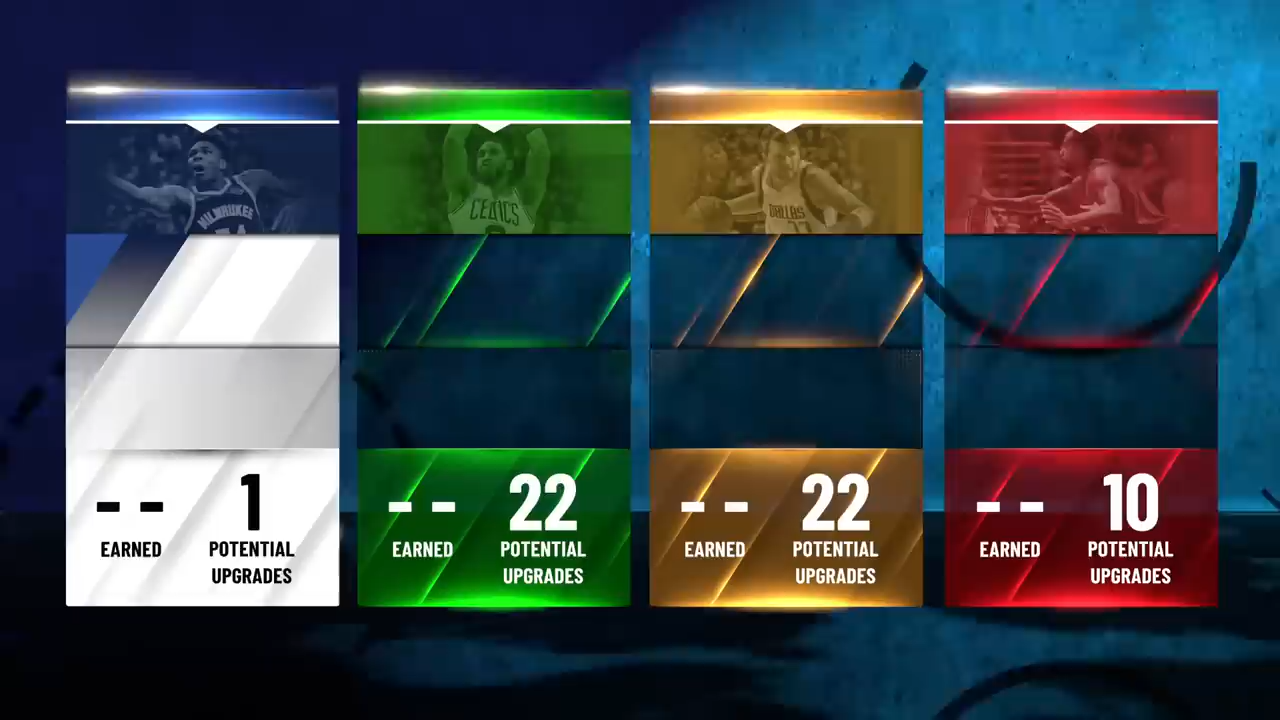 MILWAUKEE
CELTICS
DALLAS
-- 1
EARNED POTENTIAL
UPGRADES
-- 22
EARNED POTENTIAL
UPGRADES
-- 22
EARNED POTENTIAL
UPGRADES
-- 10
EARNED POTENTIAL
UPGRADES